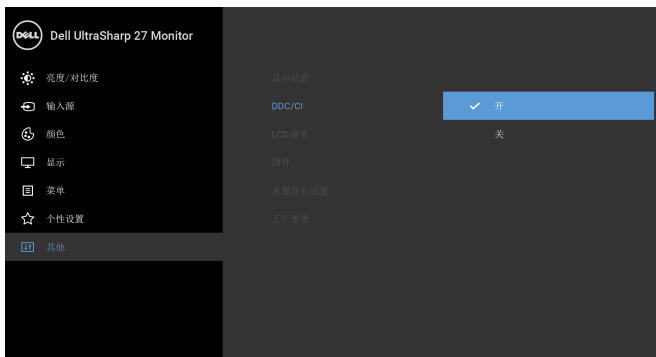 DELL
Dell UltraSharp 27 Monitor
亮度/对比度
显示信息
输入源
DDC/CI
开
颜色
LCD调节
关
显示
固件
菜单
重置其它设置
个性设置
工厂重置
其他